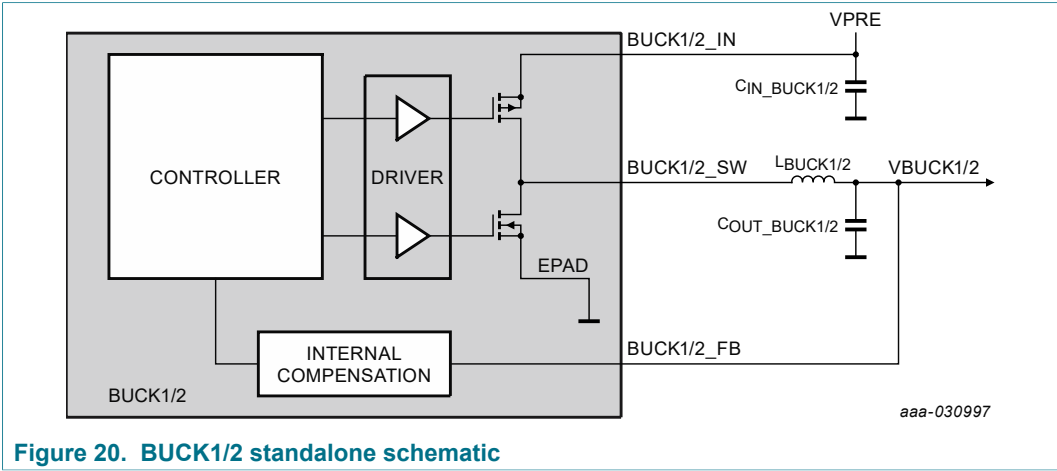 VPRE
BUCK1/2_IN
CIN_BUCK1/2
CONTROLLER
DRIVER
BUCK1/2_SW
LBUCK1/2
VBUCK1/2
COUT_BUCK1/2
EPAD
INTERNAL
COMPENSATION
BUCK1/2_FB
BUCK1/2
aaa-030997
Figure 20. BUCK1/2 standalone schematic